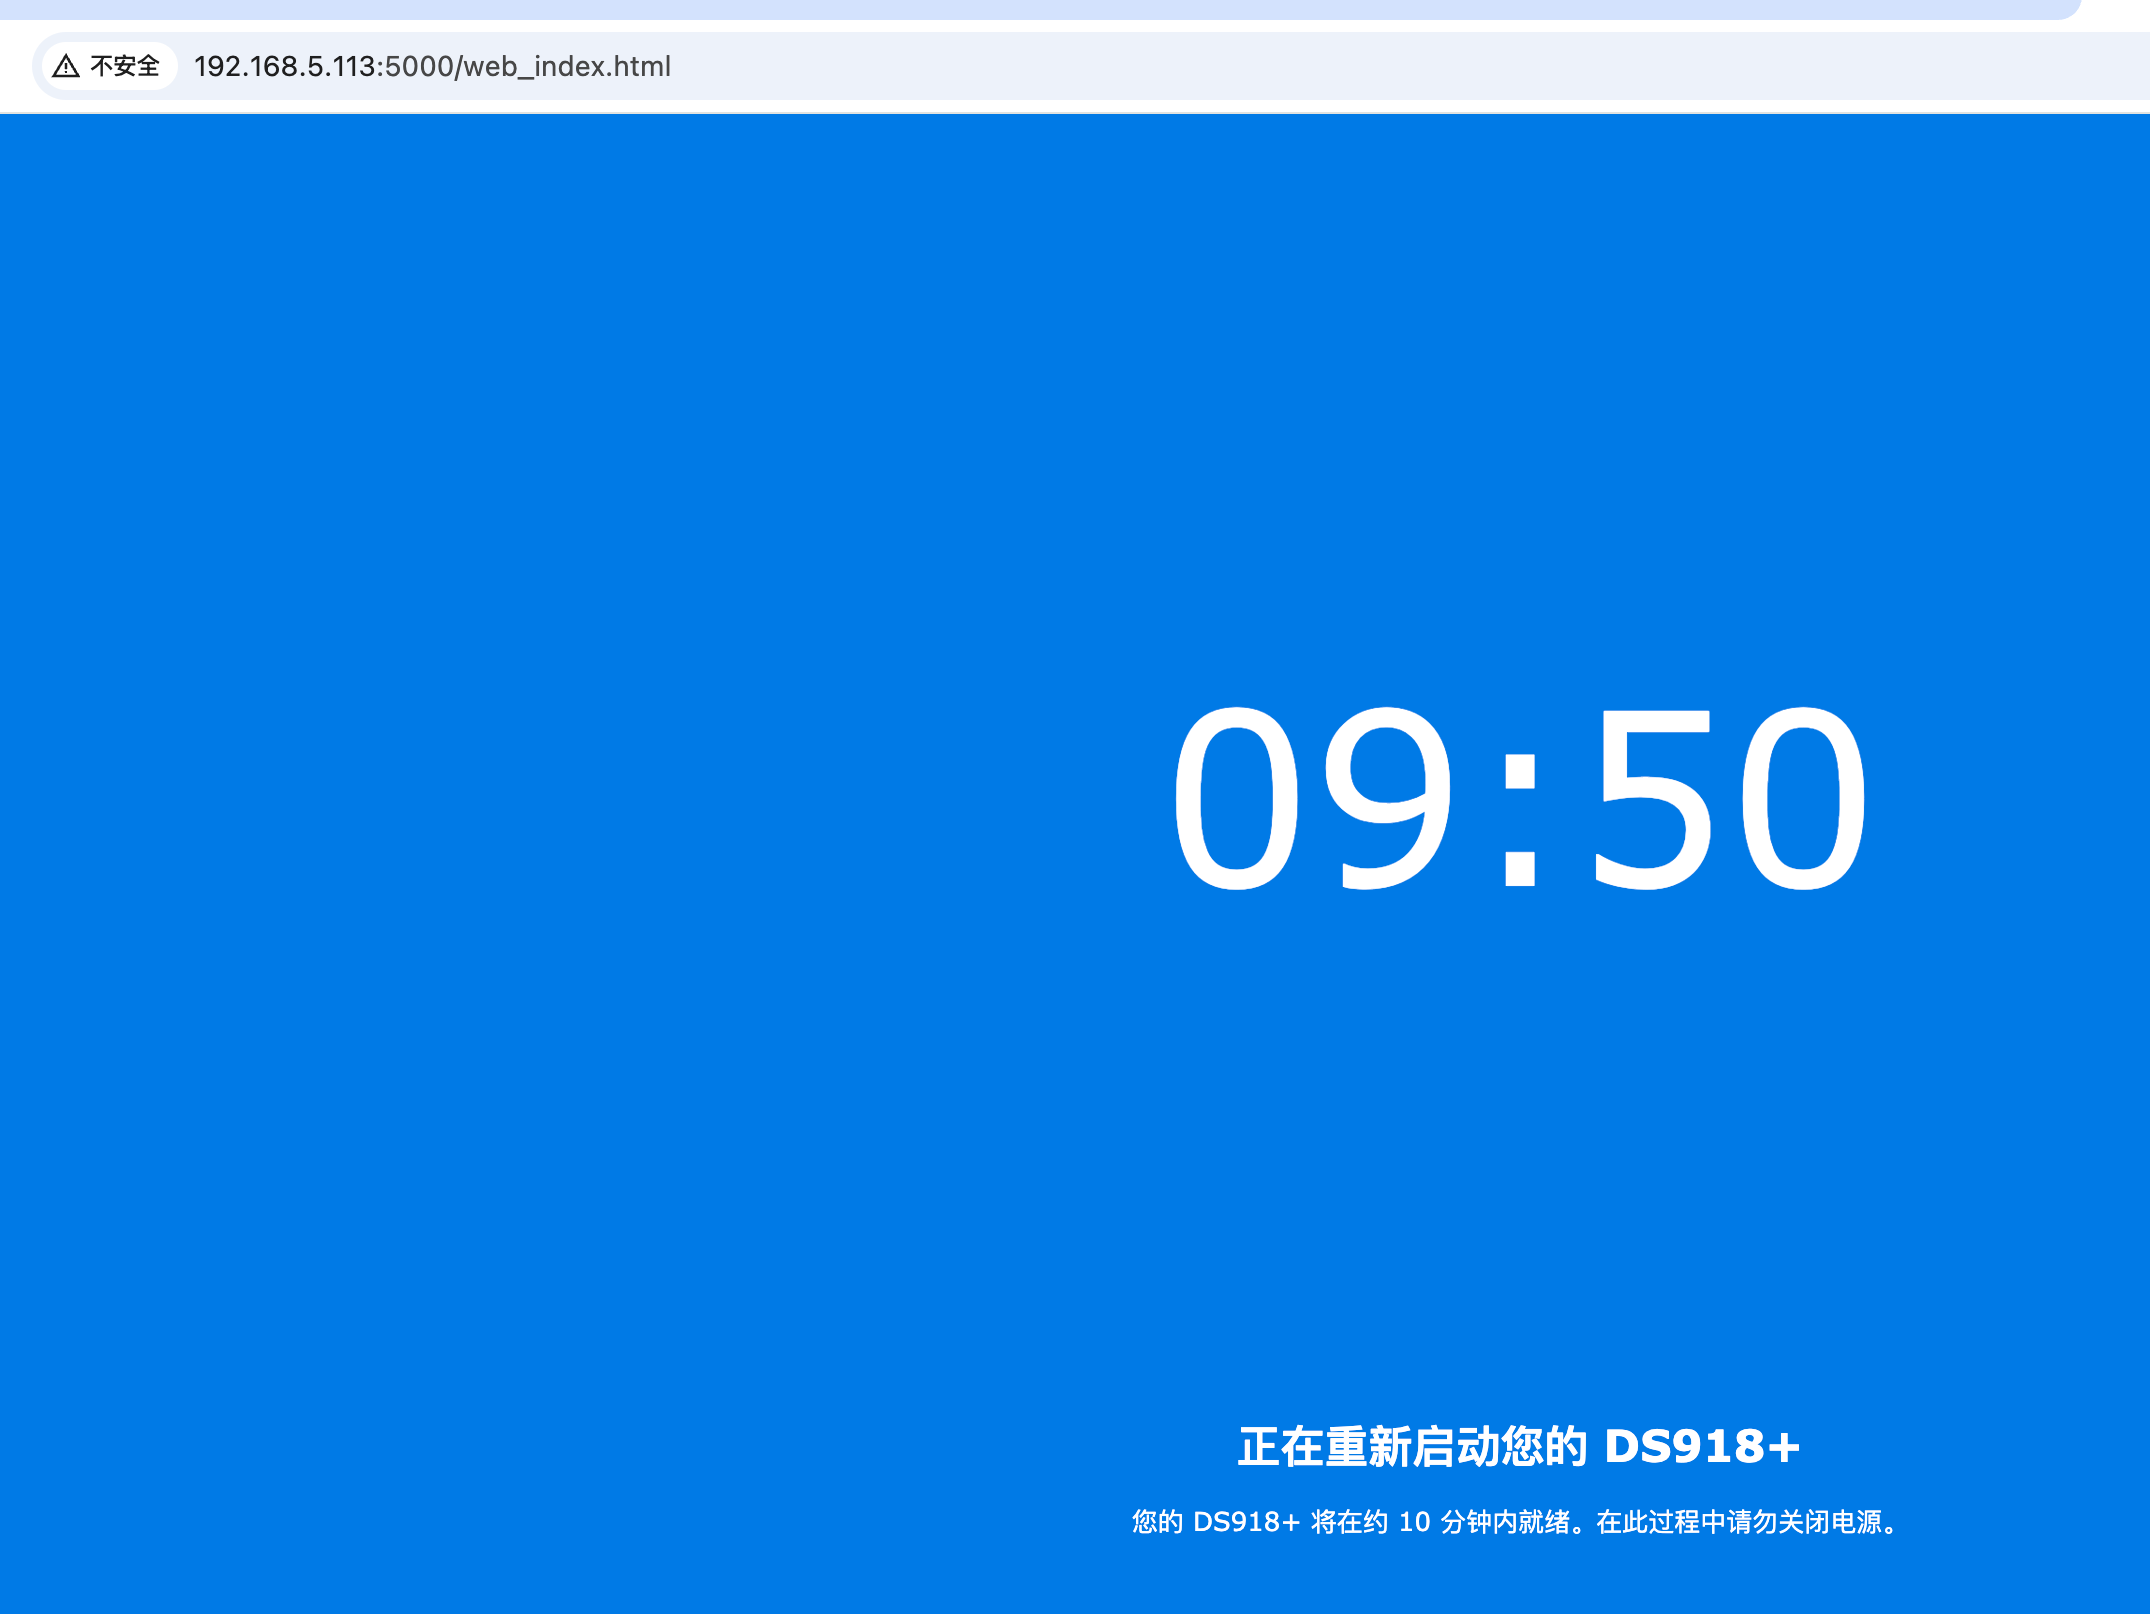 不安全 192.168.5.113:5000/web_index.html
09:50
正在重新启动您的 DS918+
您的 DS918+ 将在约 10 分钟内就绪。在此过程中请勿关闭电源。